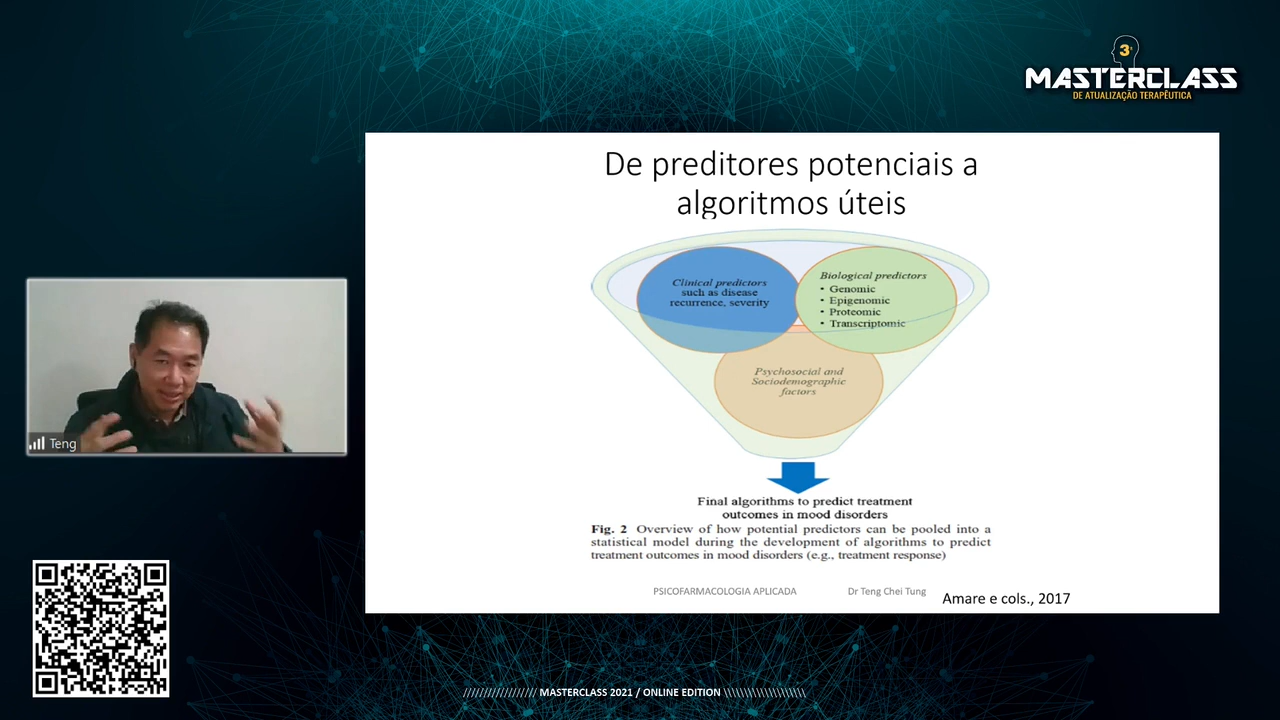 3ª
MASTERCLASS
DE ATUALIZAÇÃO TERAPÊUTICA
De preditores potenciais a
algoritmos úteis
Clinical predictors
such as disease
recurrence, severity
Biological predictors
• Genomic
• Epigenomic
• Proteomic
• Transcriptomic
Psychosocial and
Sociodemographic
factors
Final algorithms to predict treatment
outcomes in mood disorders
Fig. 2 Overview of how potential predictors can be pooled into a
statistical model during the development of algorithms to predict
treatment outcomes in mood disorders (e.g., treatment response)
PSICOFARMACOLOGIA APLICADA Dr Teng Chei Tung
Amare e cols., 2017
Teng
////////////////// MASTERCLASS 2021 / ONLINE EDITION \\\\\\\\\\\\\\\\\\\\